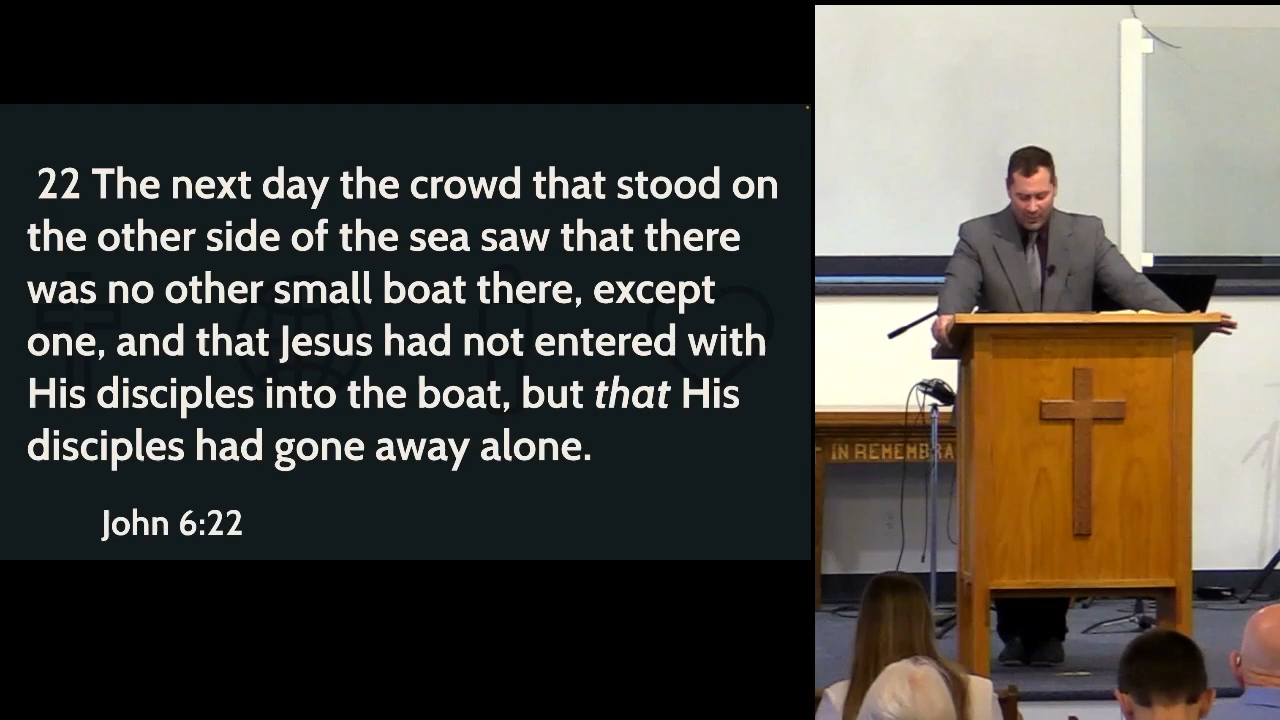 22 The next day the crowd that stood on
the other side of the sea saw that there
was no other small boat there, except
one, and that Jesus had not entered with
His disciples into the boat, but that His
disciples had gone away alone.
John 6:22
IN